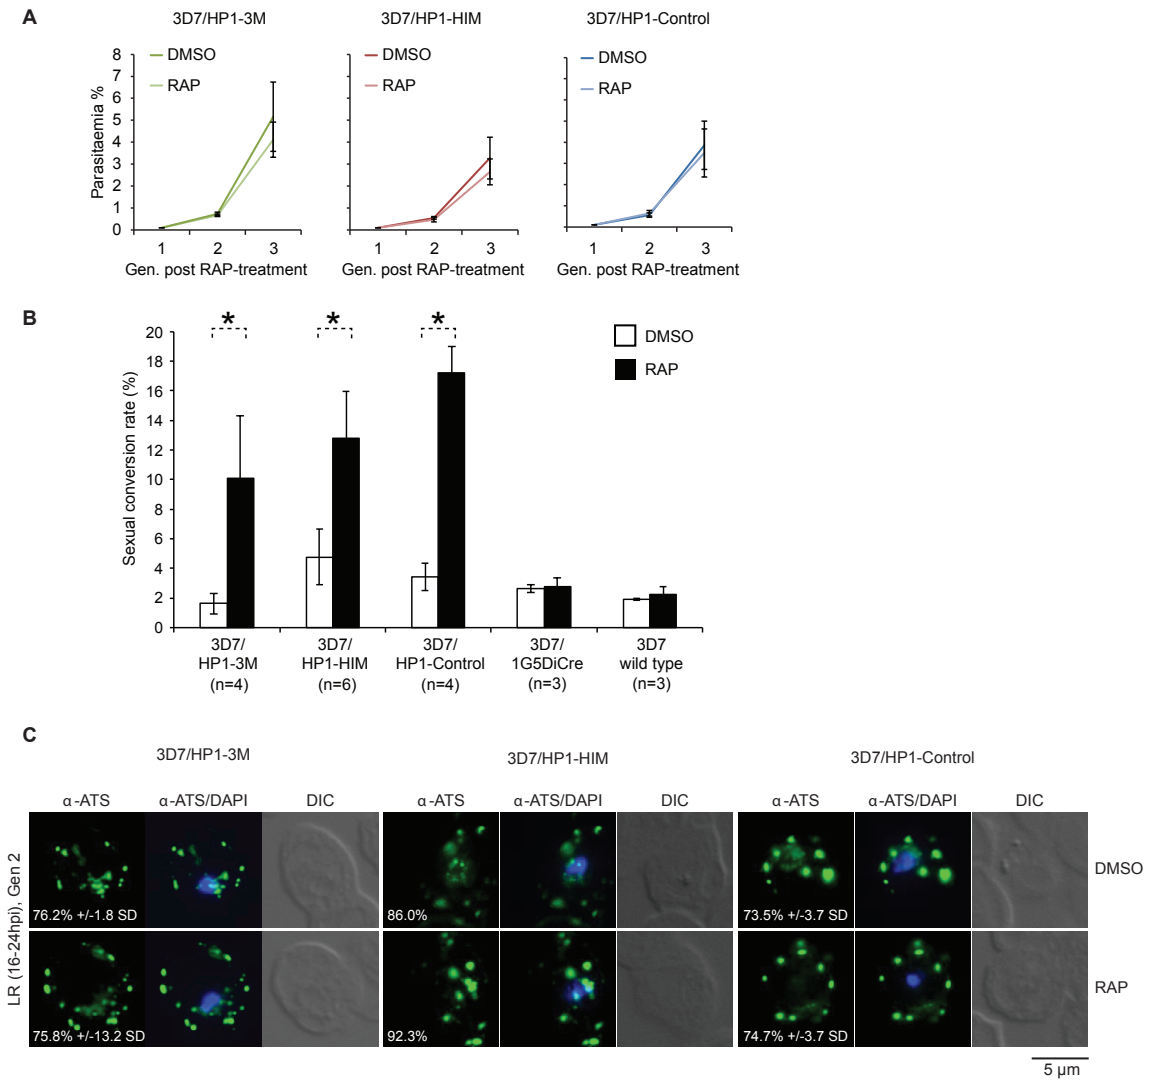 A
3D7/HP1-3M
3D7/HP1-HIM
3D7/HP1-Control
Parasitaemia %
8
7
6
5
4
3
2
1
0
DMSO
RAP
DMSO
RAP
DMSO
RAP
1 2 3
1 2 3
1 2 3
Gen. post RAP-treatment
Gen. post RAP-treatment
Gen. post RAP-treatment
B
Sexual conversion rate (%)
20
18
16
14
12
10
8
6
4
2
0
* * *
DMSO
RAP
3D7/
HP1-3M
(n=4)
3D7/
HP1-HIM
(n=6)
3D7/
HP1-Control
(n=4)
3D7/
1G5DiCre
(n=3)
3D7
wild type
(n=3)
C
3D7/HP1-3M
3D7/HP1-HIM
3D7/HP1-Control
α-ATS α-ATS/DAPI DIC
α-ATS α-ATS/DAPI DIC
α-ATS α-ATS/DAPI DIC
LR (16-24hpi), Gen 2
76.2% +/-1.8 SD
86.0%
73.5% +/-3.7 SD
DMSO
75.8% +/-13.2 SD
92.3%
74.7% +/-3.7 SD
RAP
5 µm